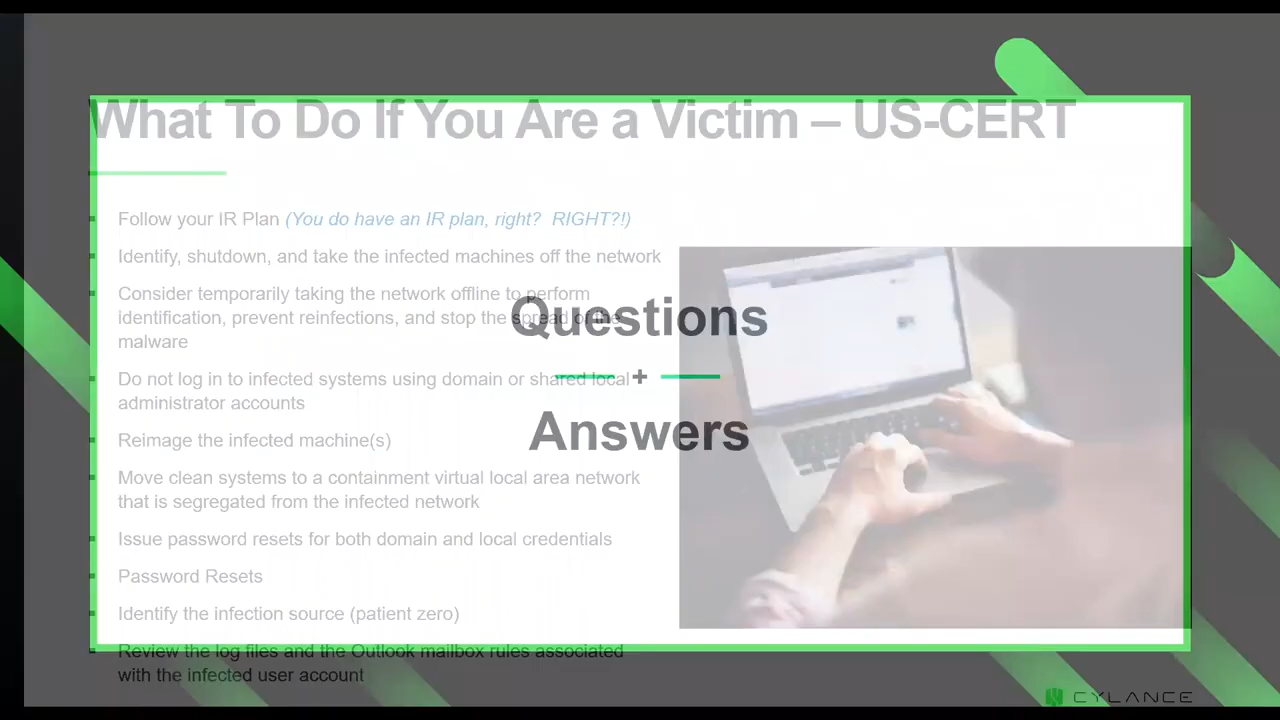 What To Do If You Are a Victim – US-CERT
Follow your IR Plan (You do have an IR plan, right?  RIGHT?!)
Identify, shutdown, and take the infected machines off the network
Consider temporarily taking the network offline to perform
identification, prevent reinfections, and stop the spread of the
malware
Do not log in to infected systems using domain or shared local
administrator accounts
Reimage the infected machine(s)
Move clean systems to a containment virtual local area network
that is segregated from the infected network
Issue password resets for both domain and local credentials
Password Resets
Identify the infection source (patient zero)
Review the log files and the Outlook mailbox rules associated
with the infected user account
Questions
+
Answers
CYLANCE